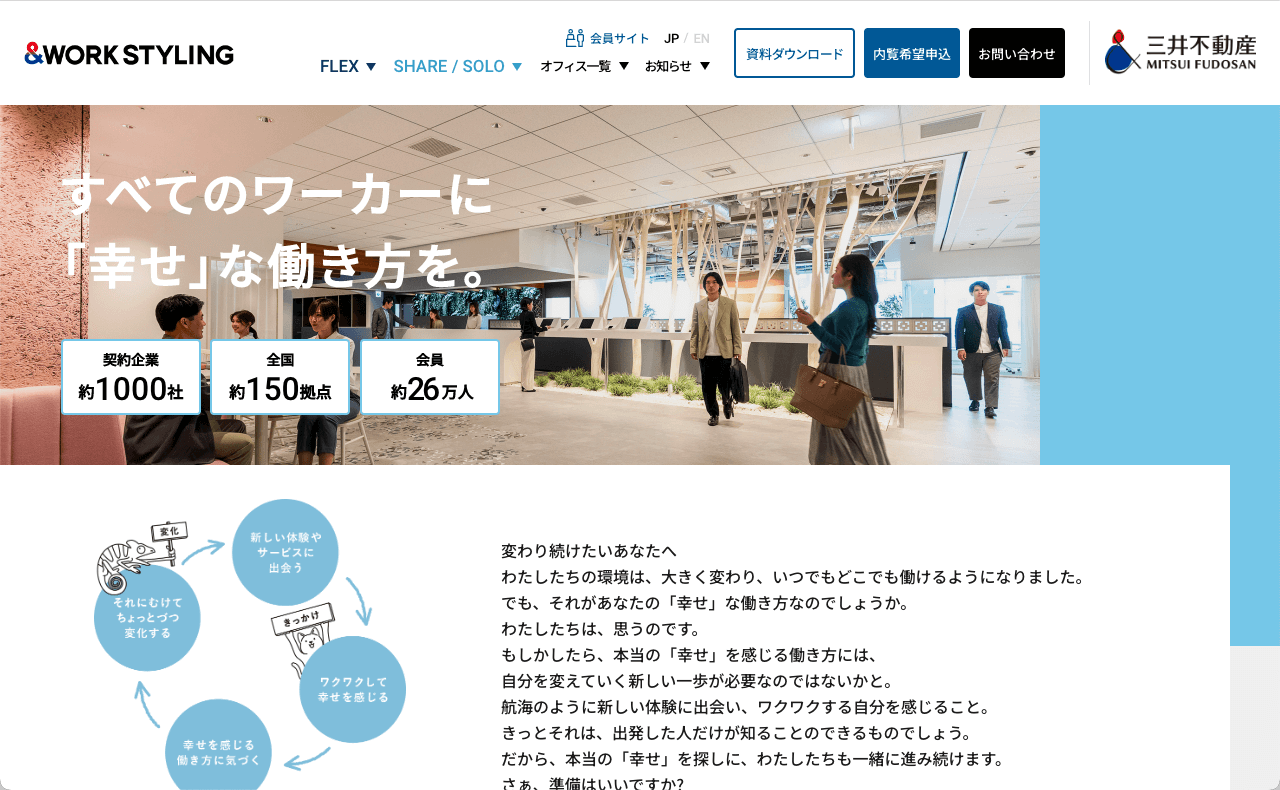 &WORK STYLING
会員サイト JP / EN
FLEX ▼ SHARE / SOLO ▼ オフィス一覧 ▼ お知らせ ▼
資料ダウンロード
内覧希望申込
お問い合わせ
三井不動産
MITSUI FUDOSAN
すべてのワーカーに
「幸せ」な働き方を。
契約企業
約1000社
全国
約150拠点
会員
約26万人
変化
新しい体験や
サービスに
出会う
それにむけて
ちょっとづつ
変化する
きっかけ
ワクワクして
幸せを感じる
幸せを感じる
働き方に気づく
変わり続けたいあなたへ
わたしたちの環境は、大きく変わり、いつでもどこでも働けるようになりました。
でも、それがあなたの「幸せ」な働き方なのでしょうか。
わたしたちは、思うのです。
もしかしたら、本当の「幸せ」を感じる働き方には、
自分を変えていく新しい一歩が必要なのではないかと。
航海のように新しい体験に出会い、ワクワクする自分を感じること。
きっとそれは、出発した人だけが知ることのできるものでしょう。
だから、本当の「幸せ」を探しに、わたしたちも一緒に進み続けます。
さぁ、準備はいいですか?